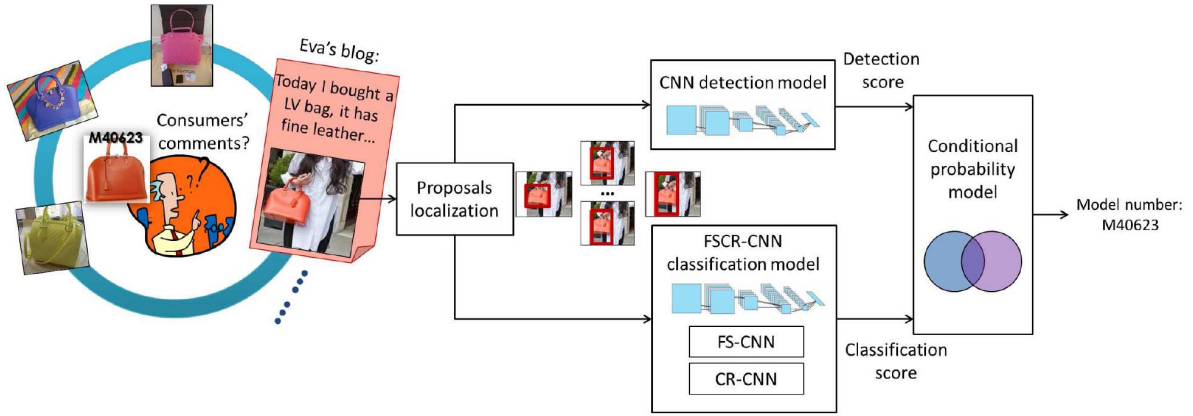 Eva's blog:
Today I bought a
LV bag, it has
fine leather...
Consumers'
comments?
M40623
Proposals
localization
...
CNN detection model
Detection
score
FSCR-CNN
classification model
FS-CNN
CR-CNN
Classification
score
Conditional
probability
model
Model number:
M40623